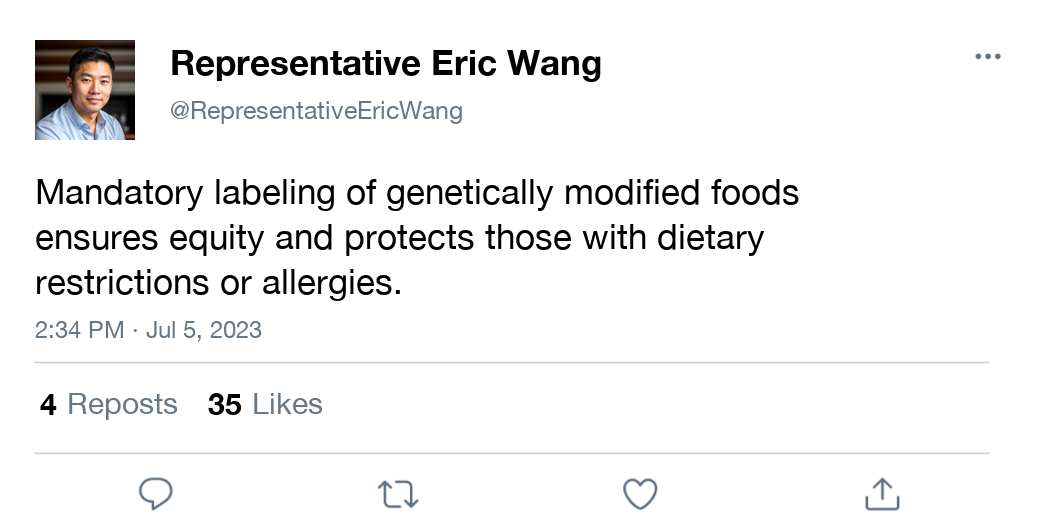 Representative Eric Wang
@RepresentativeEricWang
Mandatory labeling of genetically modified foods
ensures equity and protects those with dietary
restrictions or allergies.
2:34 PM · Jul 5, 2023
4 Reposts 35 Likes